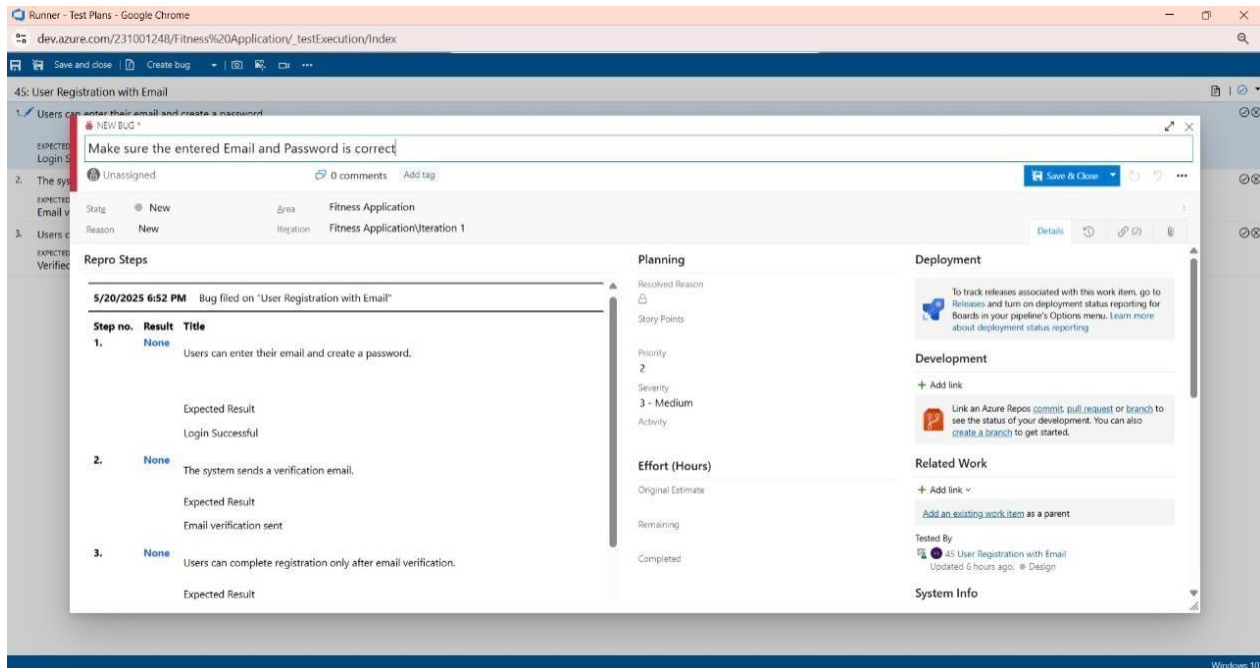 Runner - Test Plans - Google Chrome
dev.azure.com/231001248/Fitness%20Application/_testExecution/Index
Save and close Create bug
45: User Registration with Email
1. Users can enter their email and create a password
EXPECTED
Login S
2. The sys
EXPECTED
Email v
3. Users c
EXPECTED
Verified
NEW BUG *
Make sure the entered Email and Password is correct
Unassigned 0 comments Add tag Save & Close
State New Area Fitness Application
Reason New Iteration Fitness Application\Iteration 1
Details (2)
Repro Steps
5/20/2025 6:52 PM Bug filed on "User Registration with Email"
Step no. Result Title
1. None
Users can enter their email and create a password.
Expected Result
Login Successful
2. None
The system sends a verification email.
Expected Result
Email verification sent
3. None
Users can complete registration only after email verification.
Expected Result
Planning
Resolved Reason
Story Points
Priority
2
Severity
3 - Medium
Activity
Effort (Hours)
Original Estimate
Remaining
Completed
Deployment
To track releases associated with this work item, go to
Releases and turn on deployment status reporting for
Boards in your pipeline's Options menu. Learn more
about deployment status reporting
Development
+ Add link
Link an Azure Repos commit, pull request or branch to
see the status of your development. You can also
create a branch to get started.
Related Work
+ Add link
Add an existing work item as a parent
Tested By
45 User Registration with Email
Updated 6 hours ago, Design
System Info
Windows 10